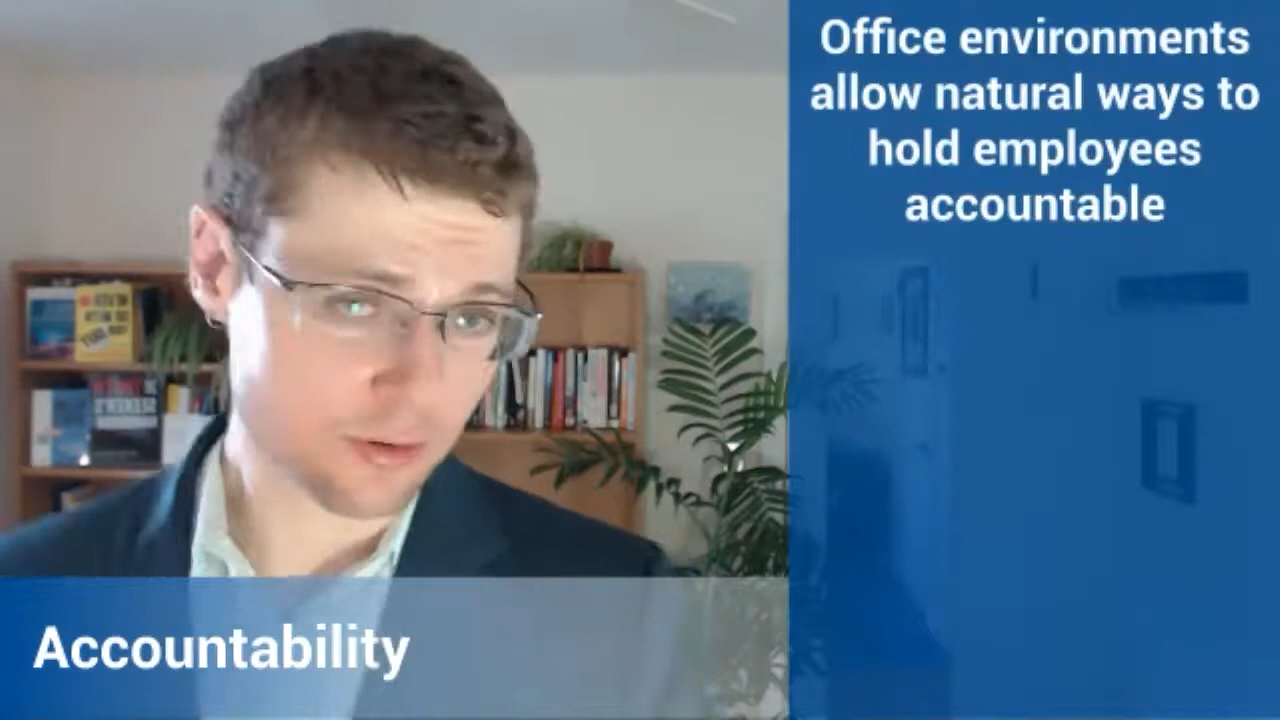 Office environments
allow natural ways to
hold employees
accountable
Accountability